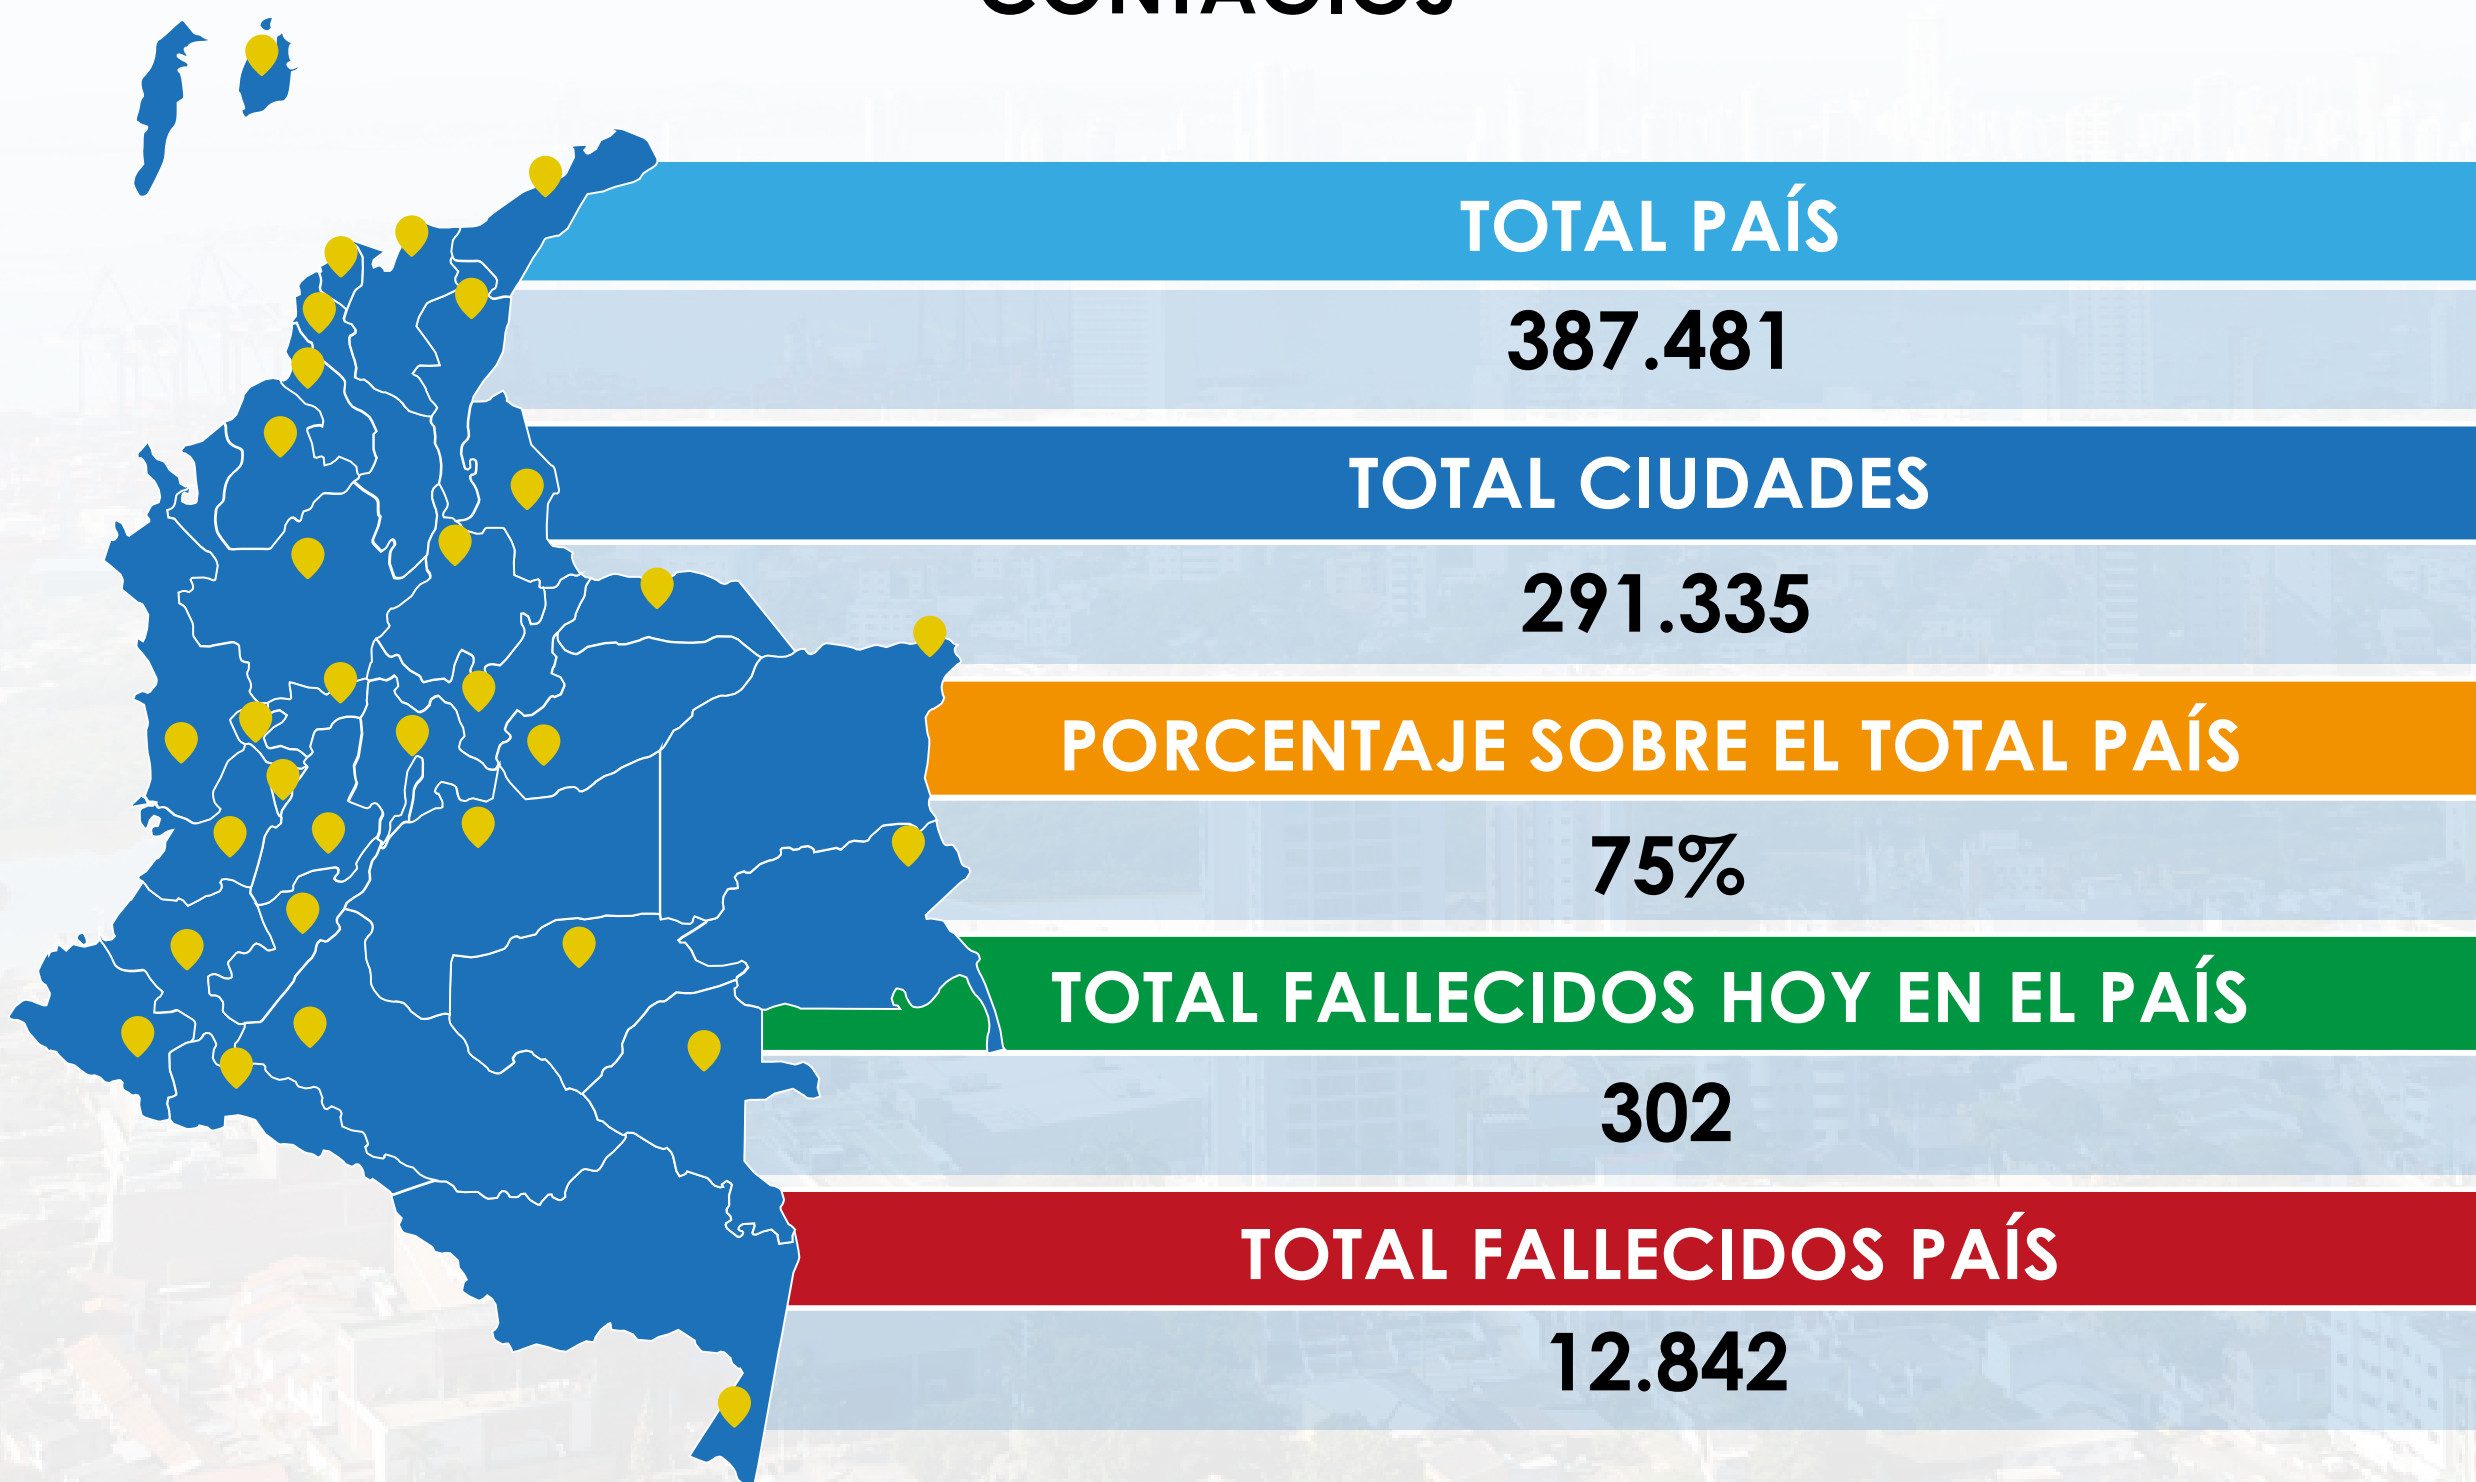 CONTAGIOS
TOTAL PAÍS
387.481
TOTAL CIUDADES
291.335
PORCENTAJE SOBRE EL TOTAL PAÍS
75%
TOTAL FALLECIDOS HOY EN EL PAÍS
302
TOTAL FALLECIDOS PAÍS
12.842